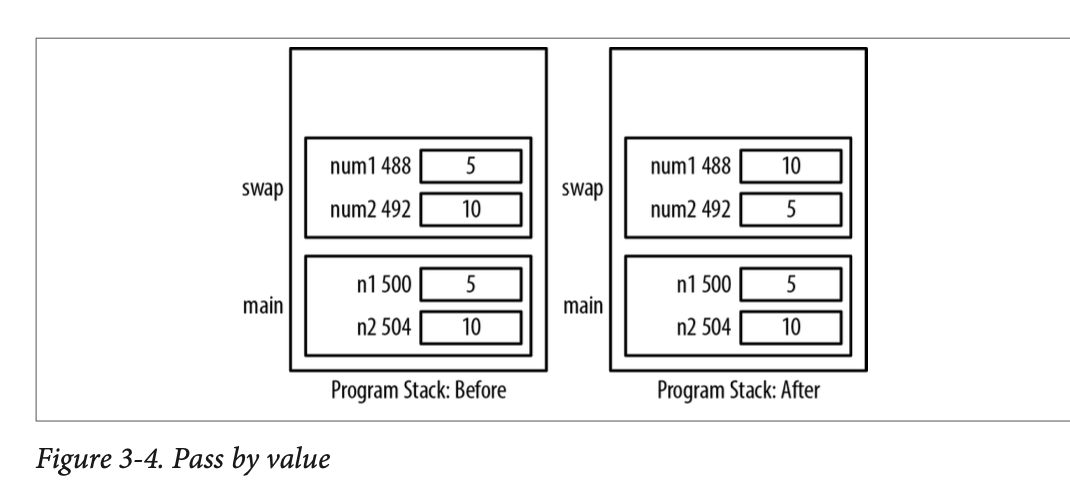 num1 488 5
swap
num2 492 10
n1 500 5
main
n2 504 10
Program Stack: Before
num1 488 10
swap
num2 492 5
n1 500 5
main
n2 504 10
Program Stack: After
Figure 3-4. Pass by value